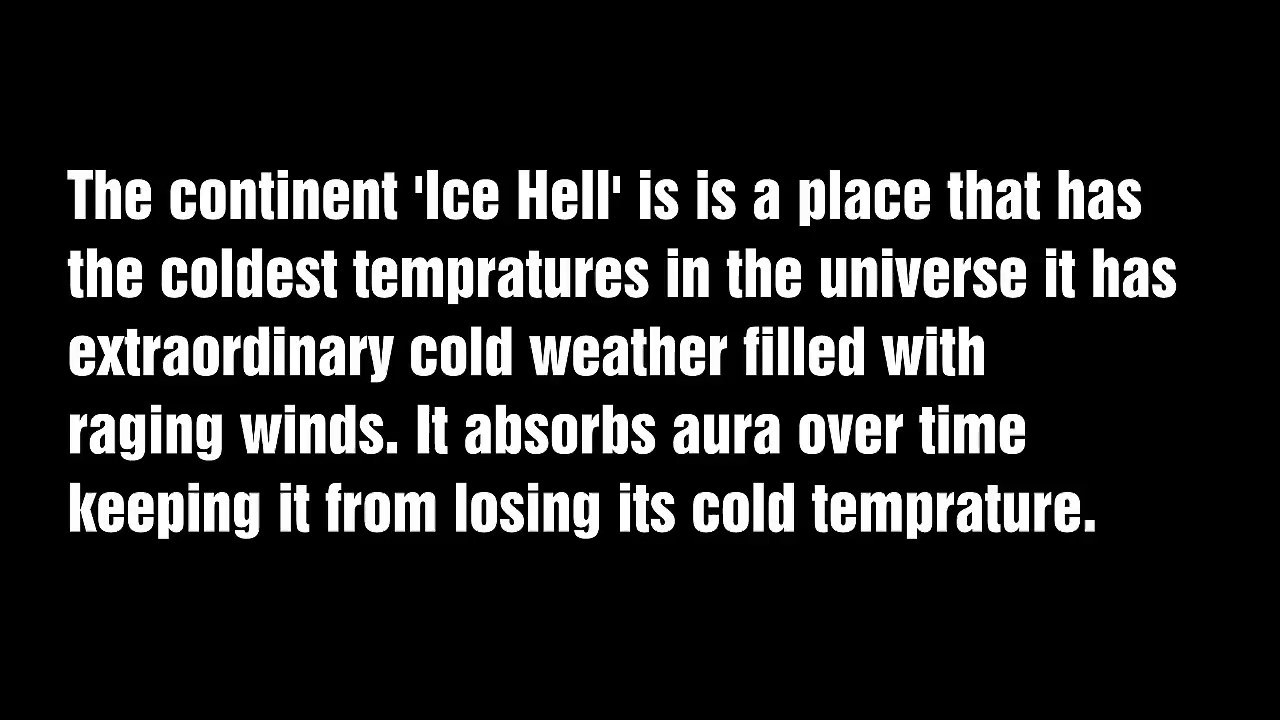 The continent 'Ice Hell' is is a place that has
the coldest tempratures in the universe it has
extraordinary cold weather filled with
raging winds. It absorbs aura over time
keeping it from losing its cold temprature.